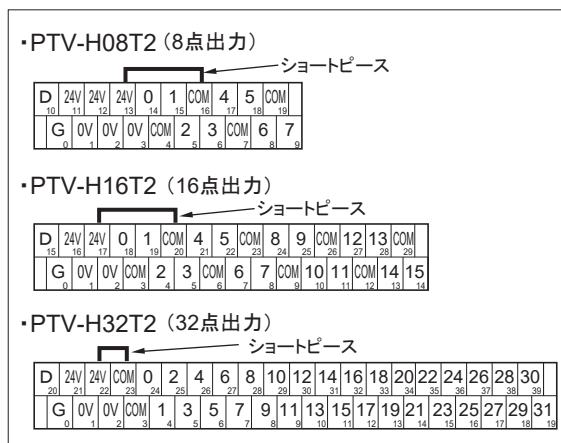 ・PTV-H08T2（8点出力）
ショートピース
D 24V 24V 24V 0 1 COM 4 5 COM
10 11 12 13 14 15 16 17 18 19
G 0V 0V 0V COM 2 3 COM 6 7
0 1 2 3 4 5 6 7 8 9
・PTV-H16T2（16点出力）
ショートピース
D 24V 24V 0 1 COM 4 5 COM 8 9 COM 12 13 COM
15 16 17 18 19 20 21 22 23 24 25 26 27 28 29
G 0V 0V COM 2 3 COM 6 7 COM 10 11 COM 14 15
0 1 2 3 4 5 6 7 8 9 10 11 12 13 14
・PTV-H32T2（32点出力）
ショートピース
D 24V 24V COM 0 2 4 6 8 10 12 14 16 18 20 22 24 26 28 30
20 21 22 23 24 25 26 27 28 29 30 31 32 33 34 35 36 37 38 39
G 0V 0V COM 1 3 5 7 9 11 13 15 17 19 21 23 25 27 29 31
0 1 2 3 4 5 6 7 8 9 10 11 12 13 14 15 16 17 18 19